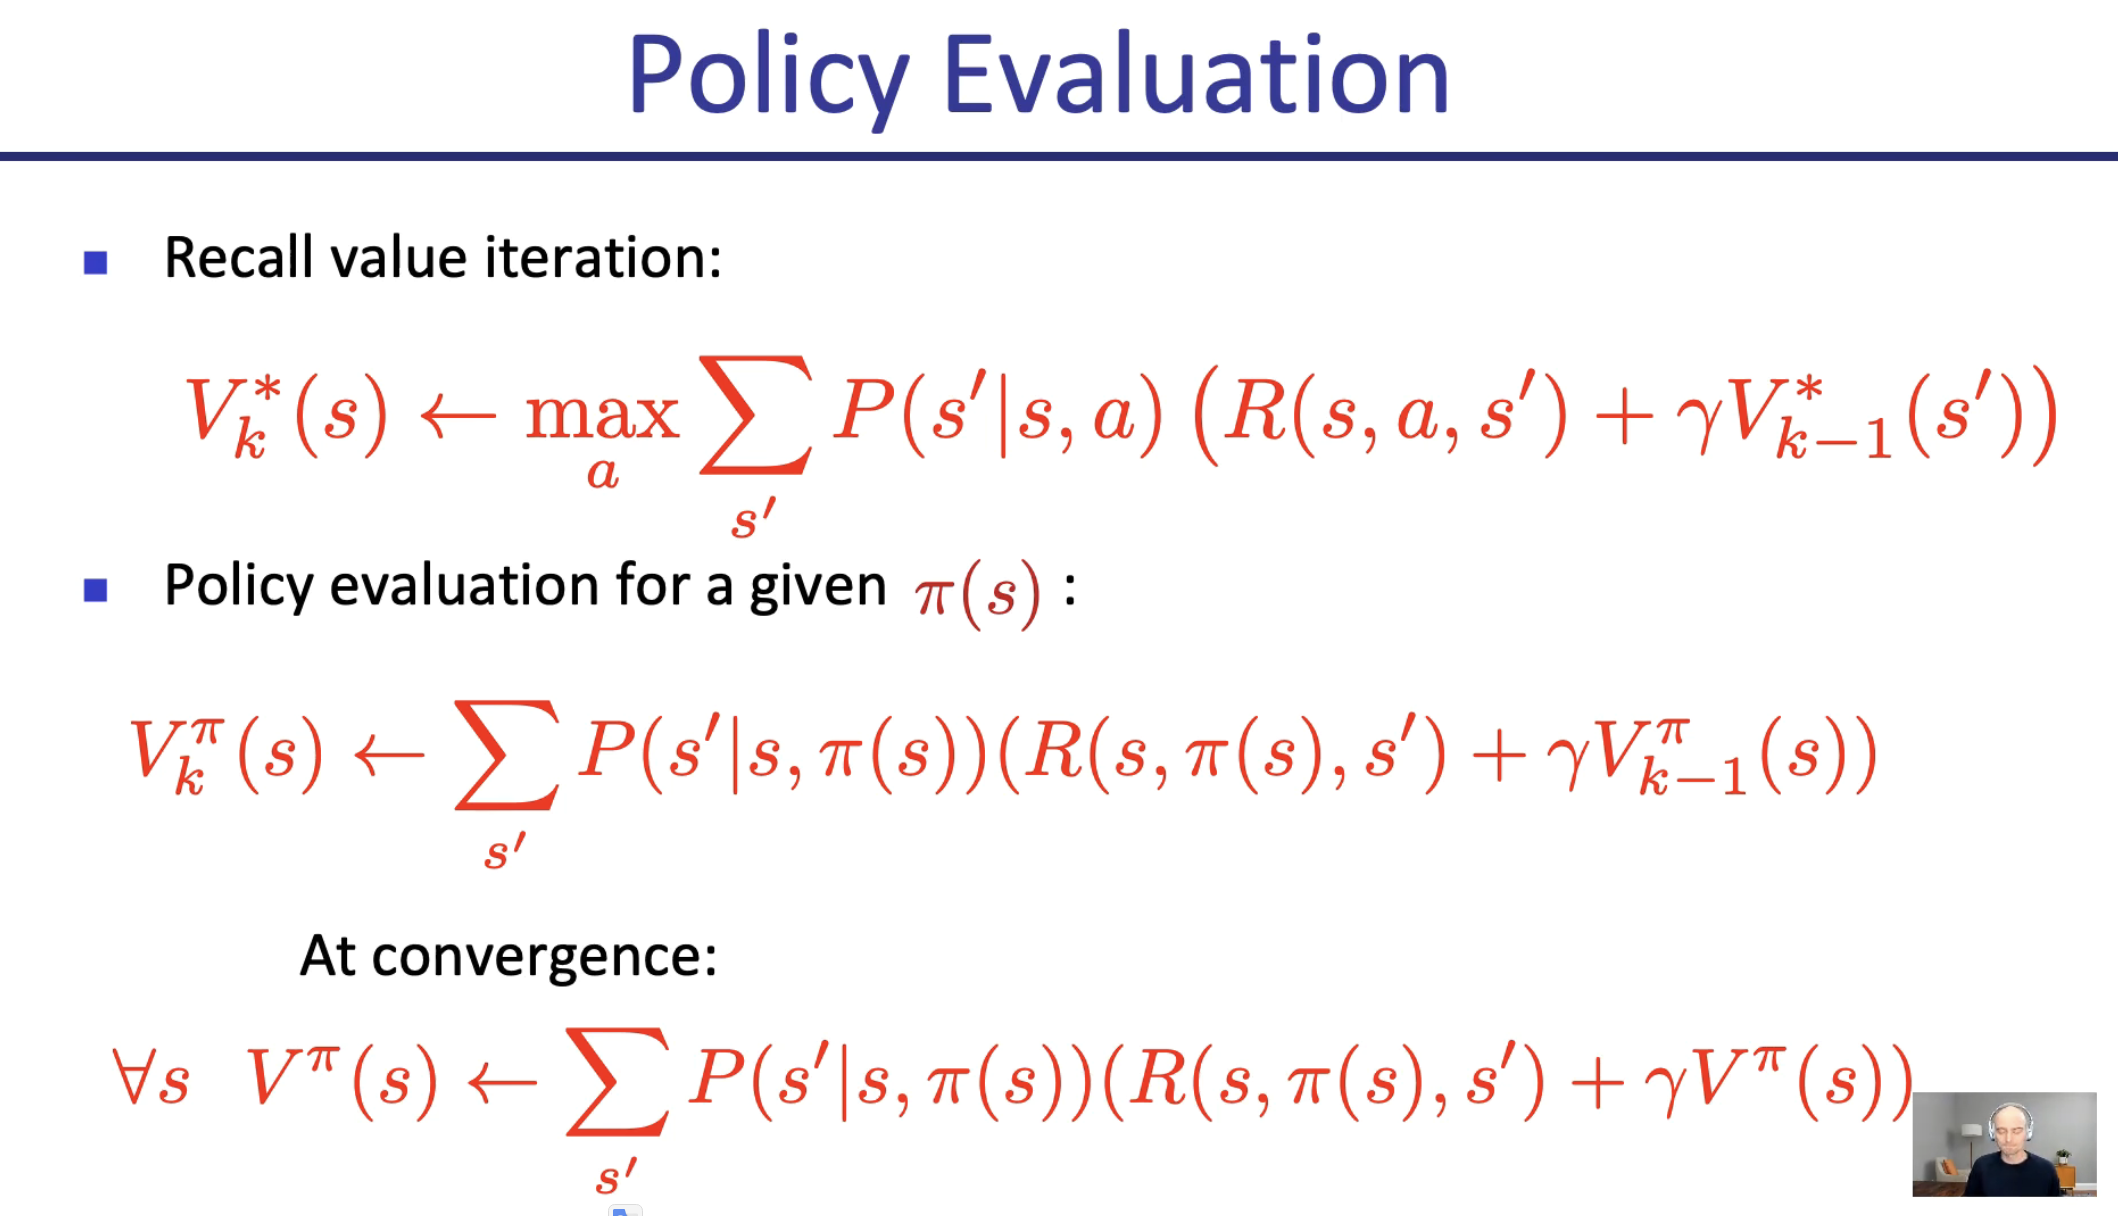 Policy Evaluation
■ Recall value iteration:
$V_k^*(s) \leftarrow \max_a \sum_{s'} P(s'|s,a) \left(R(s,a,s') + \gamma V_{k-1}^*(s')\right)$
■ Policy evaluation for a given $\pi(s)$ :
$V_k^\pi(s) \leftarrow \sum_{s'} P(s'|s,\pi(s))(R(s,\pi(s),s') + \gamma V_{k-1}^\pi(s))$
At convergence:
$\forall s \quad V^\pi(s) \leftarrow \sum_{s'} P(s'|s,\pi(s))(R(s,\pi(s),s') + \gamma V^\pi(s))$